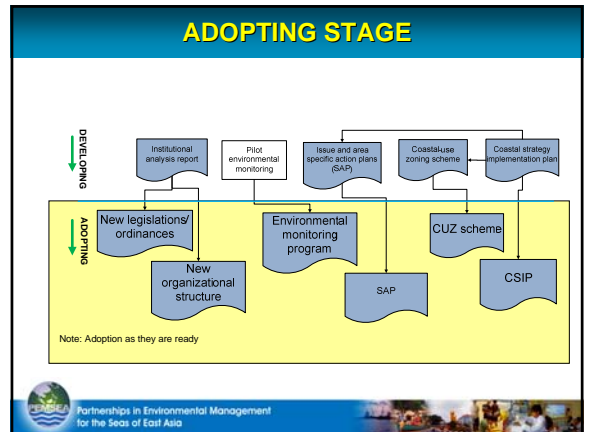 ADOPTING STAGE
DEVELOPING
Institutional
analysis report
Pilot
environmental
monitoring
Issue and area
specific action plans
(SAP)
Coastal-use
zoning scheme
Coastal strategy
implementation plan
ADOPTING
New legislations/
ordinances
New
organizational
structure
Environmental
monitoring
program
SAP
CUZ scheme
CSIP
Note: Adoption as they are ready
PEMSEA
Partnerships in Environmental Management
for the Seas of East Asia